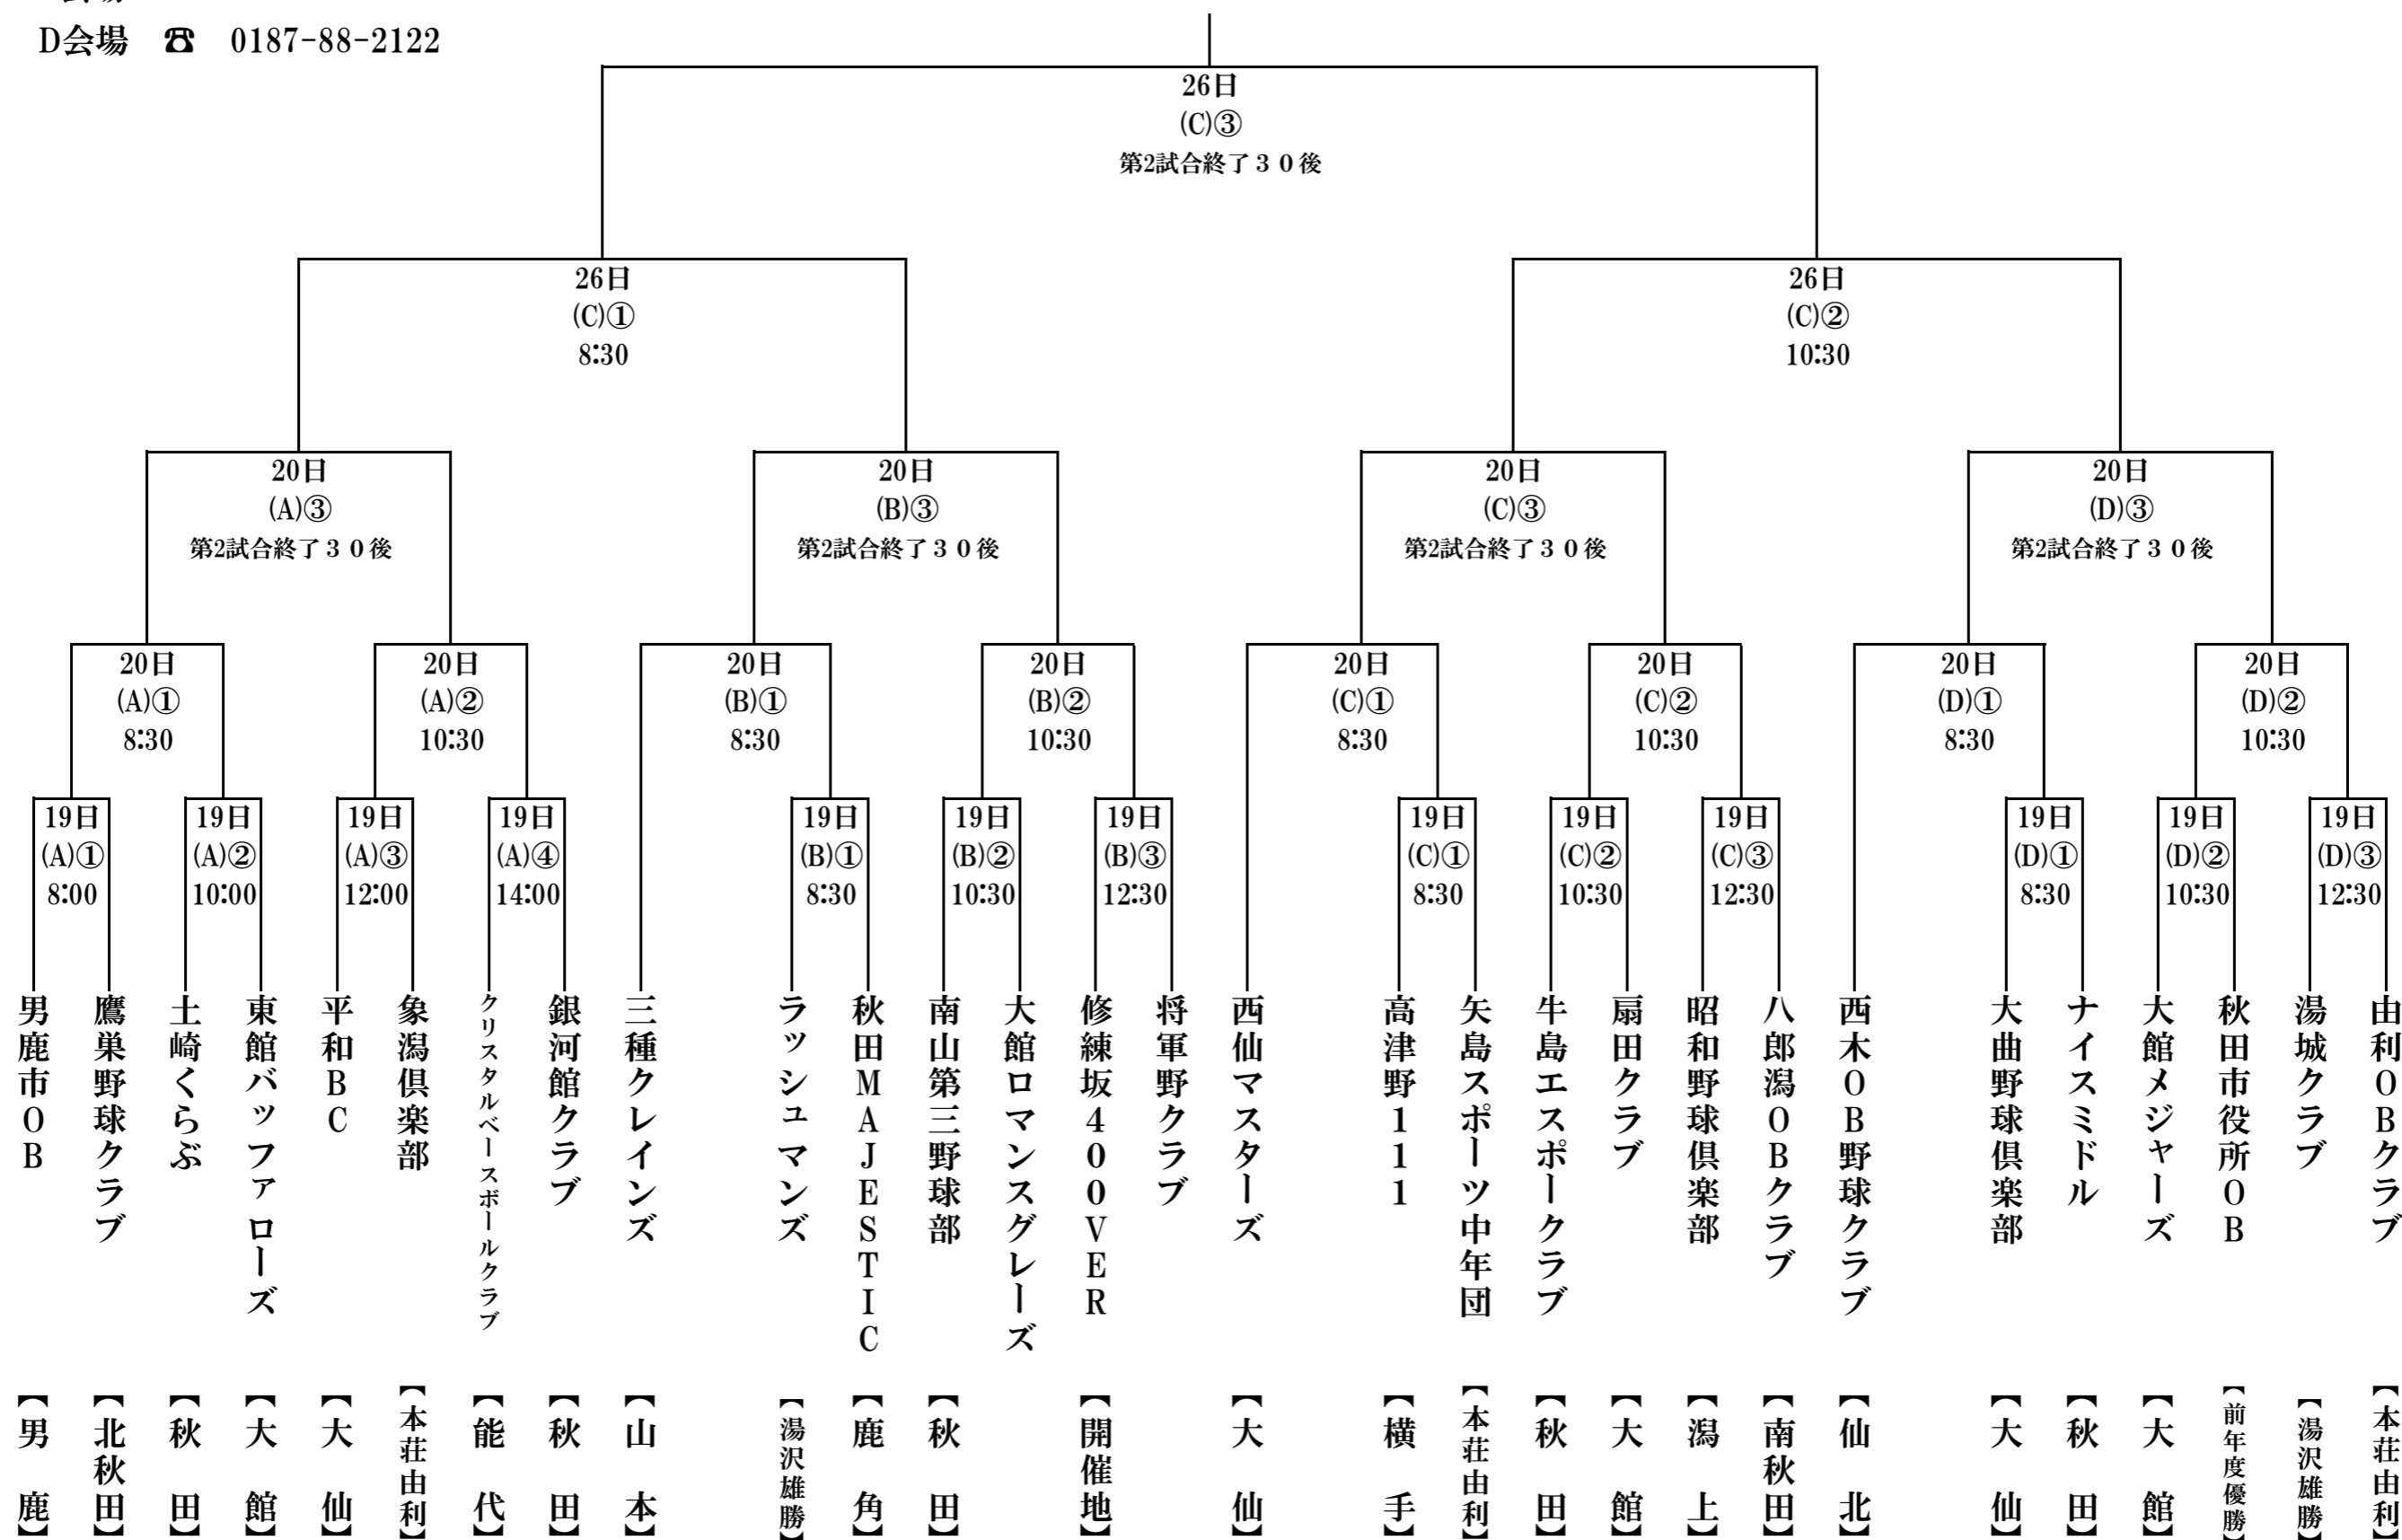 D会場 ☎ 0187-88-2122
26日
(C)③
第2試合終了３０後
26日
(C)①
8:30
26日
(C)②
10:30
20日
(A)③
第2試合終了３０後
20日
(B)③
第2試合終了３０後
20日
(C)③
第2試合終了３０後
20日
(D)③
第2試合終了３０後
20日
(A)①
8:30
20日
(A)②
10:30
20日
(B)①
8:30
20日
(B)②
10:30
20日
(C)①
8:30
20日
(C)②
10:30
20日
(D)①
8:30
20日
(D)②
10:30
19日
(A)①
8:00
19日
(A)②
10:00
19日
(A)③
12:00
19日
(A)④
14:00
19日
(B)①
8:30
19日
(B)②
10:30
19日
(B)③
12:30
19日
(C)①
8:30
19日
(C)②
10:30
19日
(C)③
12:30
19日
(D)①
8:30
19日
(D)②
10:30
19日
(D)③
12:30
男鹿市OB
鷹巣野球クラブ
土崎くらぶ
東館バッファローズ
平和BC
象潟倶楽部
クリスタルベースボールクラブ
銀河館クラブ
三種クレインズ
ラッシュマンズ
秋田MAJESTIC
南山第三野球部
大館ロマンスグレーズ
修練坂40OVER
将軍野クラブ
西仙マスターズ
高津野111
矢島スポーツ中年団
牛島エスポークラブ
扇田クラブ
昭和野球倶楽部
八郎潟OBクラブ
西木OB野球クラブ
大曲野球倶楽部
ナイスミドル
大館メジャーズ
秋田市役所OB
湯城クラブ
由利OBクラブ
【男　鹿】
【北秋田】
【秋　田】
【大　館】
【大　仙】
【本荘由利】
【能　代】
【秋　田】
【山　本】
【湯沢雄勝】
【鹿　角】
【秋　田】
【開催地】
【大　仙】
【横　手】
【本荘由利】
【秋　田】
【大　館】
【潟　上】
【南秋田】
【仙　北】
【大　仙】
【秋　田】
【大　館】
【前年度優勝】
【湯沢雄勝】
【本荘由利】